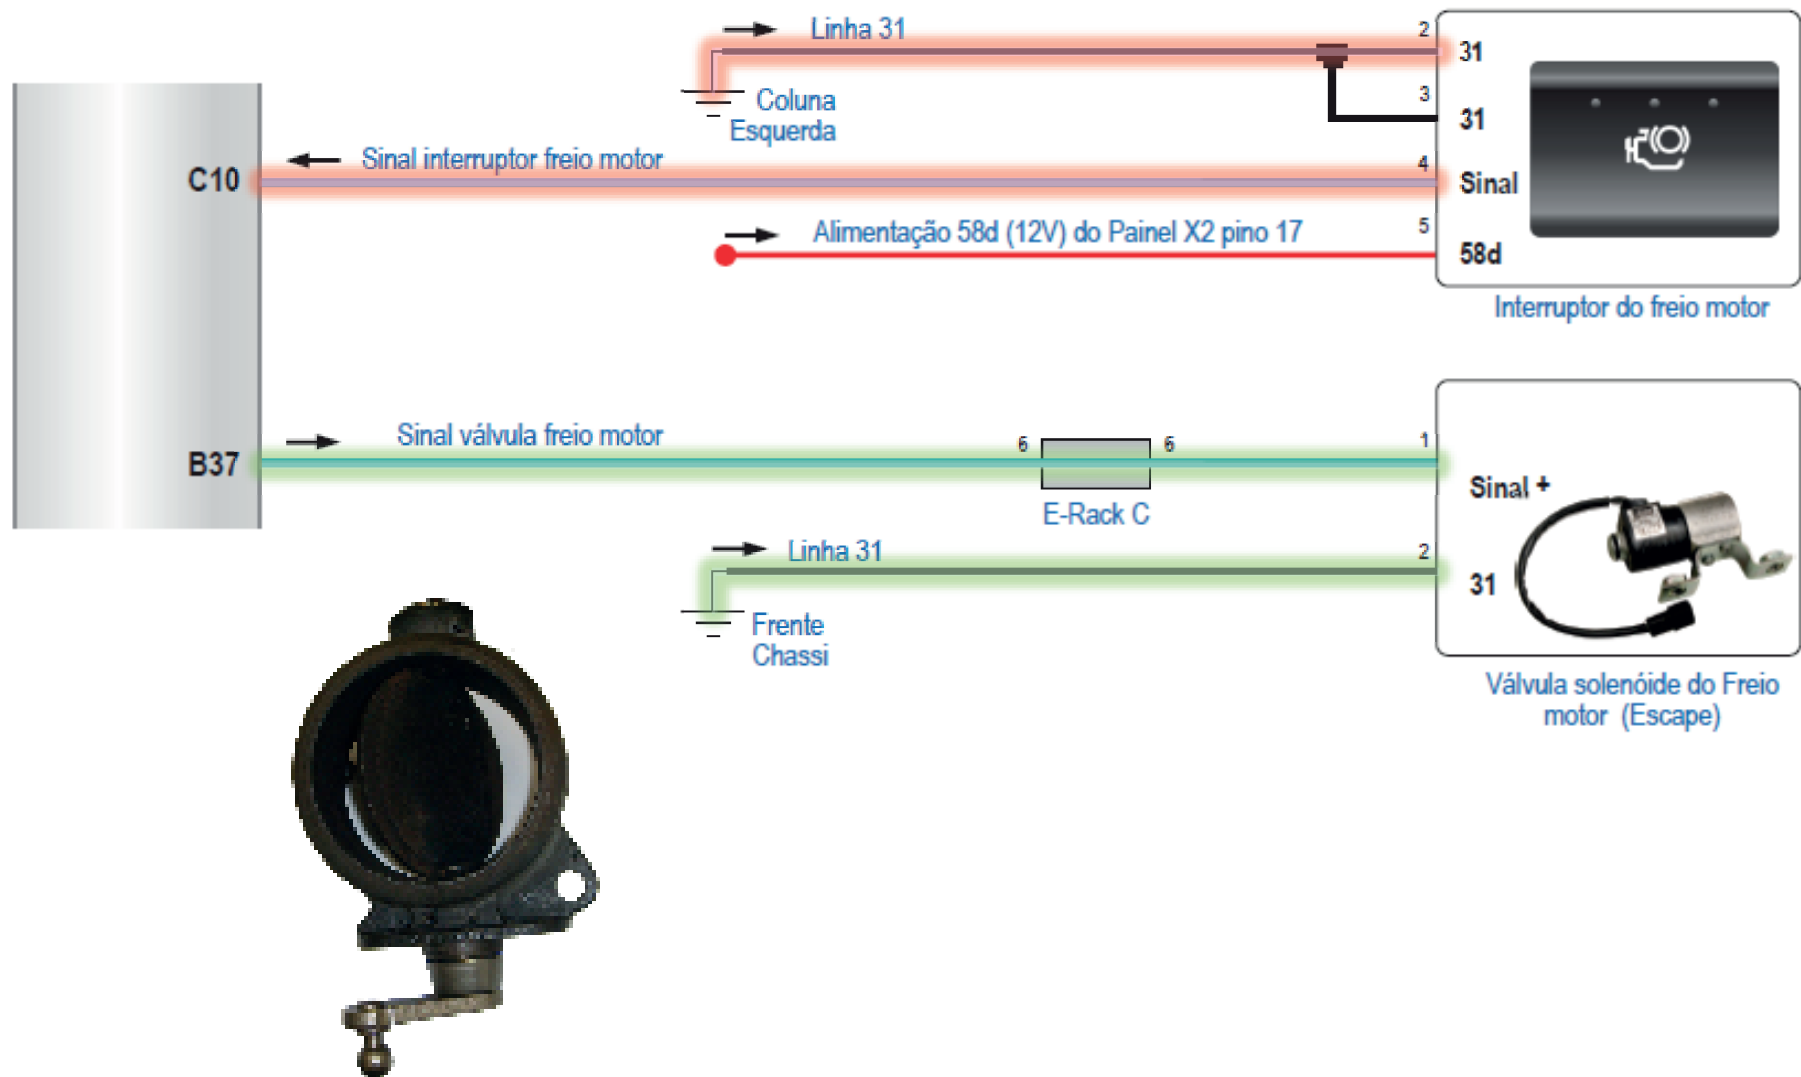 Linha 31
2
31
Coluna
Esquerda
3
31
C10
Sinal interruptor freio motor
4
Sinal
Alimentação 58d (12V) do Painel X2 pino 17
5
58d
Interruptor do freio motor
B37
Sinal válvula freio motor
6
6
E-Rack C
1
Sinal +
Linha 31
2
31
Frente
Chassi
Válvula solenóide do Freio
motor (Escape)